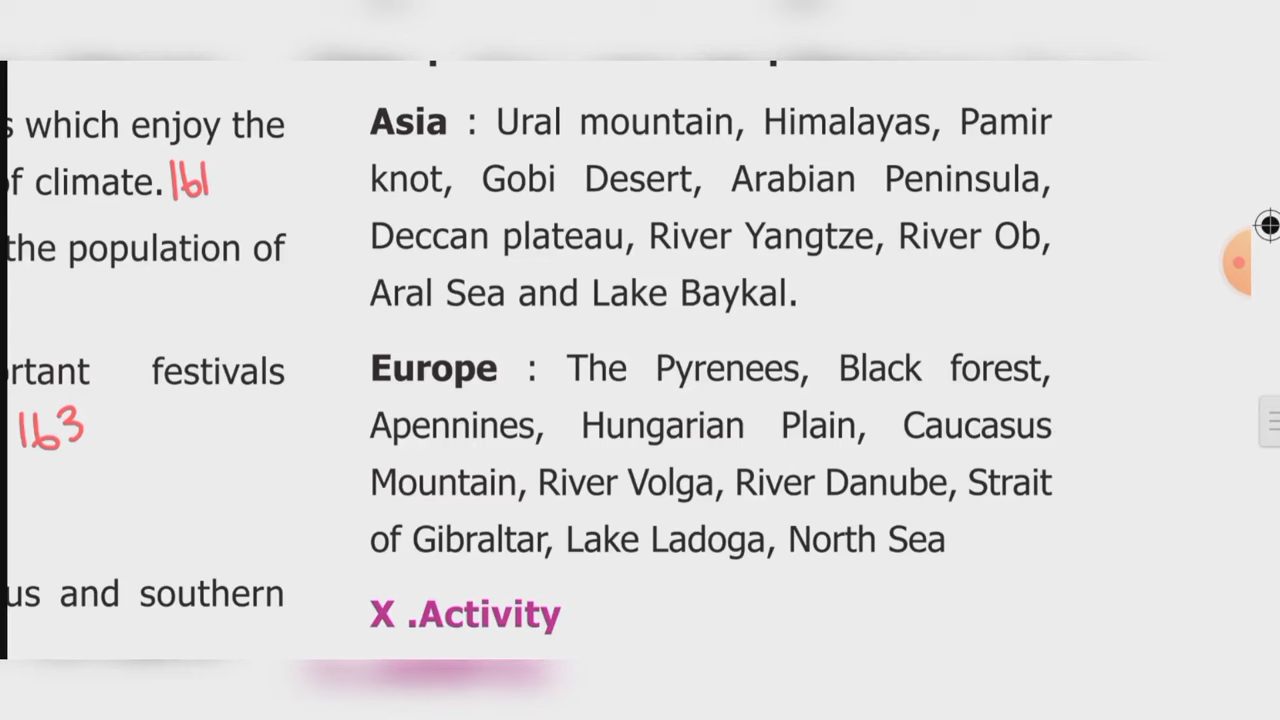 s which enjoy the
of climate. 161
the population of
ortant festivals
163
us and southern
Asia : Ural mountain, Himalayas, Pamir
knot, Gobi Desert, Arabian Peninsula,
Deccan plateau, River Yangtze, River Ob,
Aral Sea and Lake Baykal.
Europe : The Pyrenees, Black forest,
Apennines, Hungarian Plain, Caucasus
Mountain, River Volga, River Danube, Strait
of Gibraltar, Lake Ladoga, North Sea
X .Activity